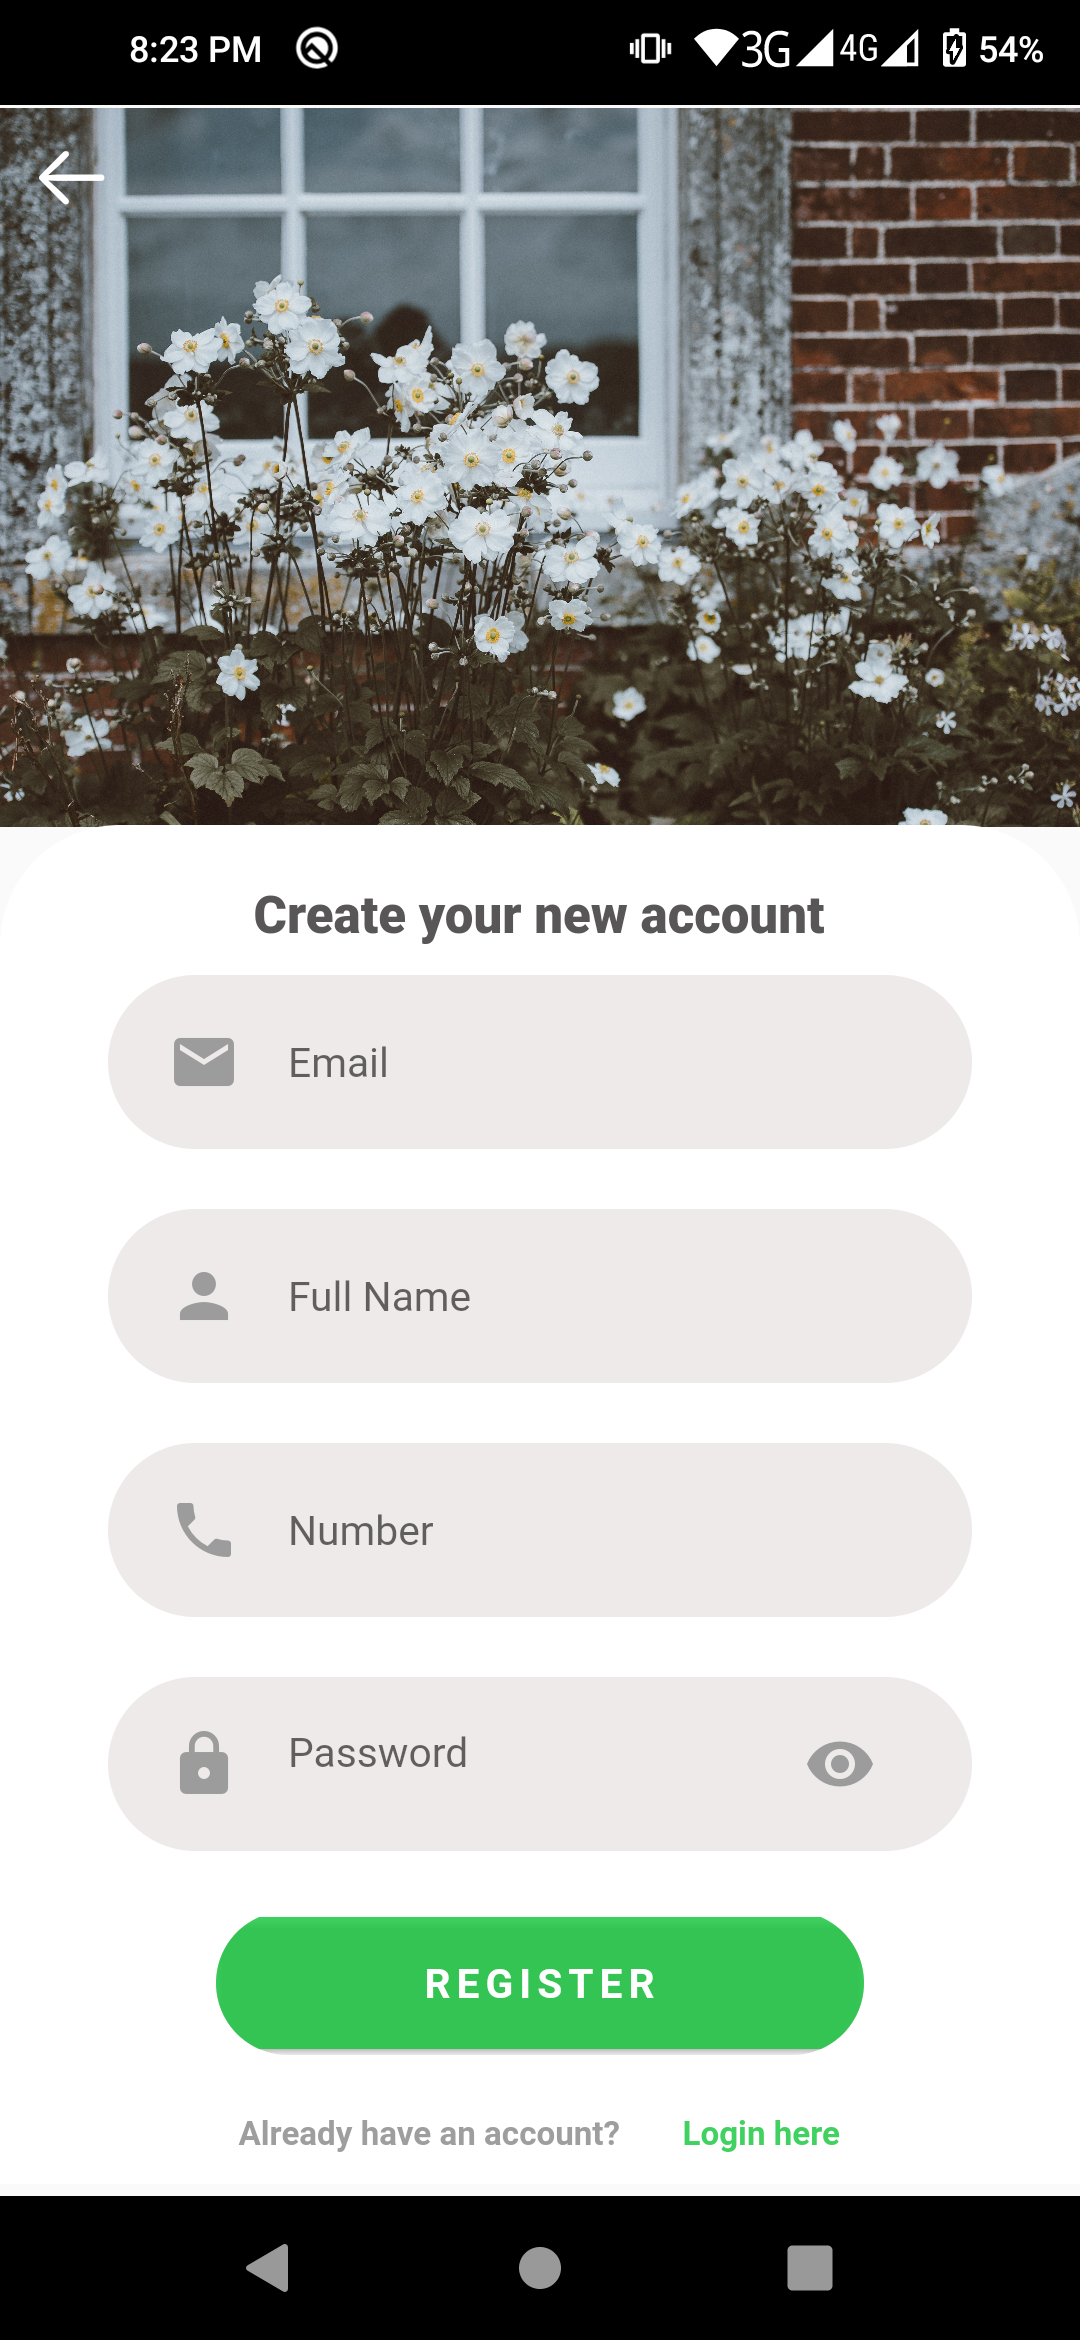 8:23 PM 3G 4G 54%
Create your new account
Email
Full Name
Number
Password
REGISTER
Already have an account? Login here